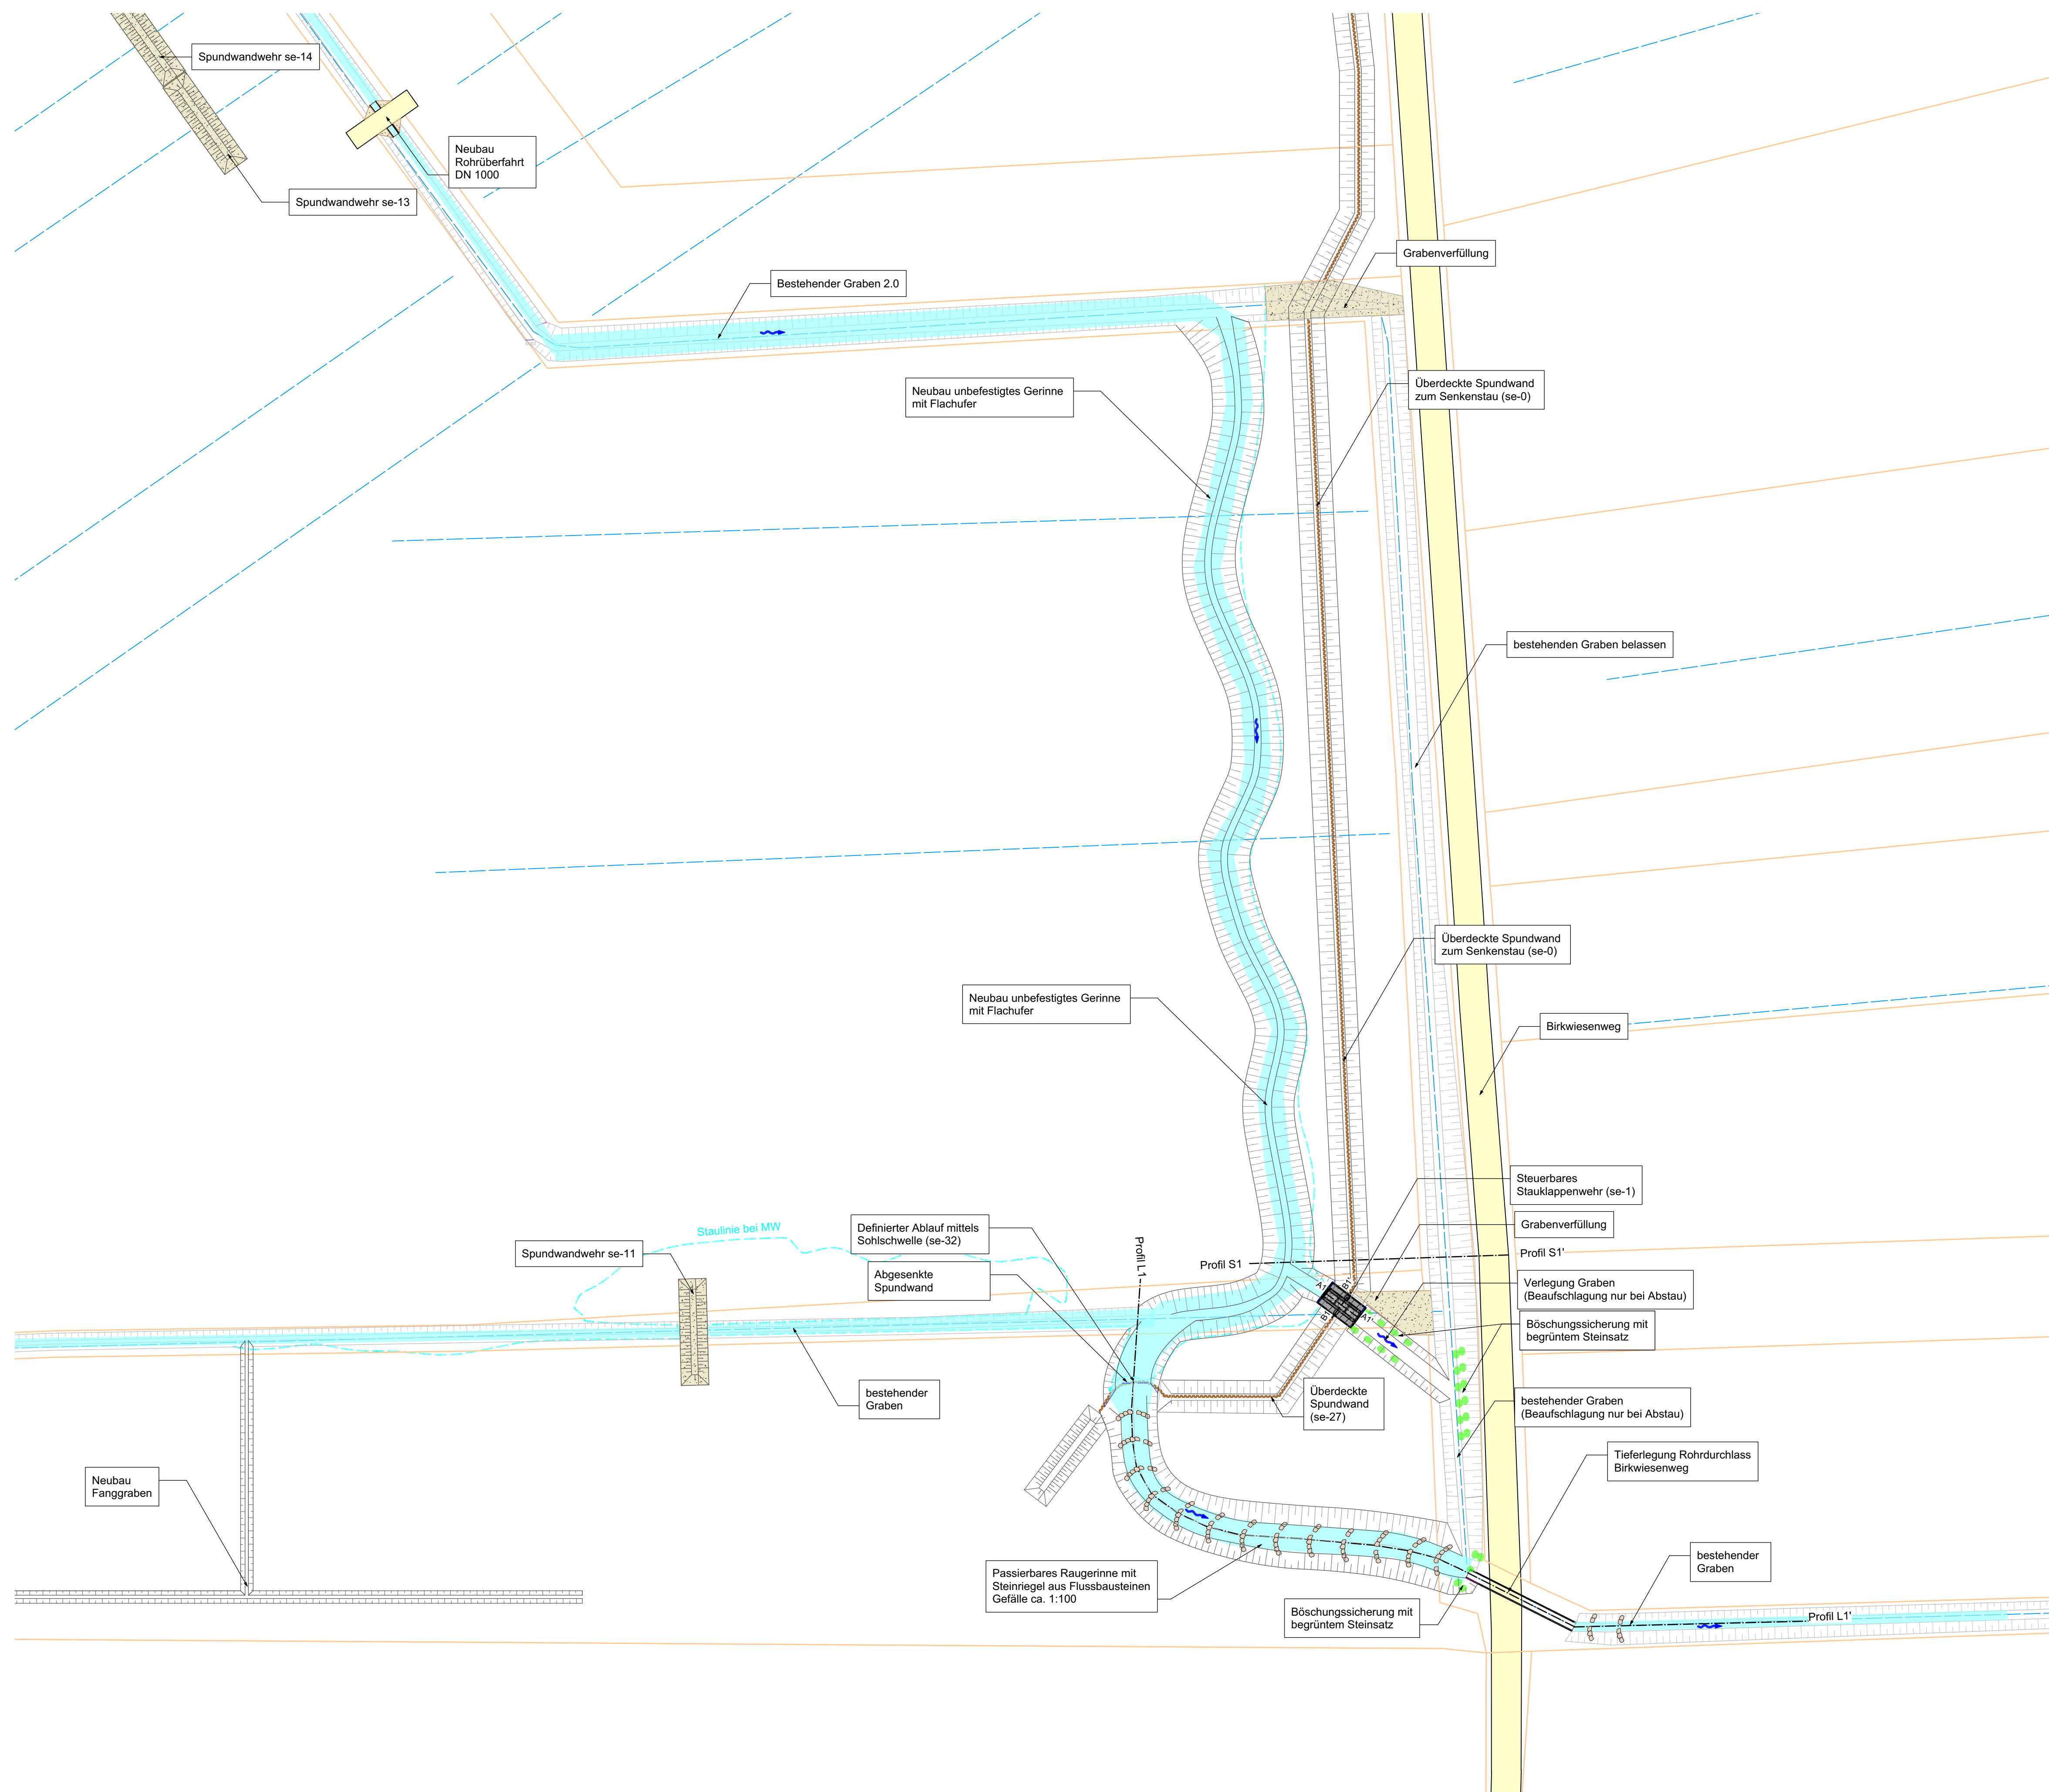 Spundwandwehr se-14
Neubau
Rohrüberfahrt
DN 1000
Spundwandwehr se-13
Grabenverfüllung
Bestehender Graben 2.0
Neubau unbefestigtes Gerinne
mit Flachufer
Überdeckte Spundwand
zum Senkenstau (se-0)
bestehenden Graben belassen
Überdeckte Spundwand
zum Senkenstau (se-0)
Neubau unbefestigtes Gerinne
mit Flachufer
Birkwiesenweg
Steuerbares
Stauklappenwehr (se-1)
Staulinie bei MW
Definierter Ablauf mittels
Sohlschwelle (se-32)
Grabenverfüllung
Spundwandwehr se-11
Profil L1
Profil S1
Profil S1'
Abgesenkte
Spundwand
A1
B1'
B1
A1'
Verlegung Graben
(Beaufschlagung nur bei Abstau)
Böschungssicherung mit
begrüntem Steinsatz
bestehender
Graben
Überdeckte
Spundwand
(se-27)
bestehender Graben
(Beaufschlagung nur bei Abstau)
Tieferlegung Rohrdurchlass
Birkwiesenweg
Neubau
Fanggraben
Passierbares Raugerinne mit
Steinriegel aus Flussbausteinen
Gefälle ca. 1:100
bestehender
Graben
Böschungssicherung mit
begrüntem Steinsatz
Profil L1'